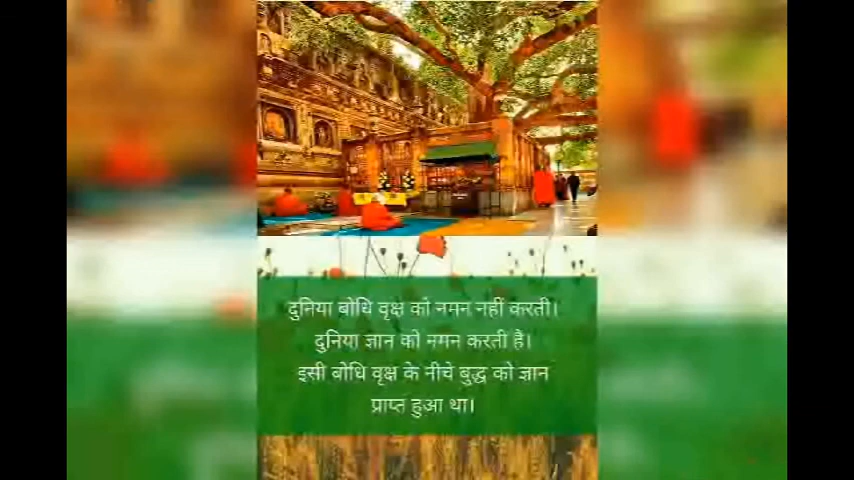 दुनिया बोधि वृक्ष को नमन नहीं करती।
दुनिया ज्ञान को नमन करती है।
इसी बोधि वृक्ष के नीचे बुद्ध को ज्ञान
प्राप्त हुआ था।